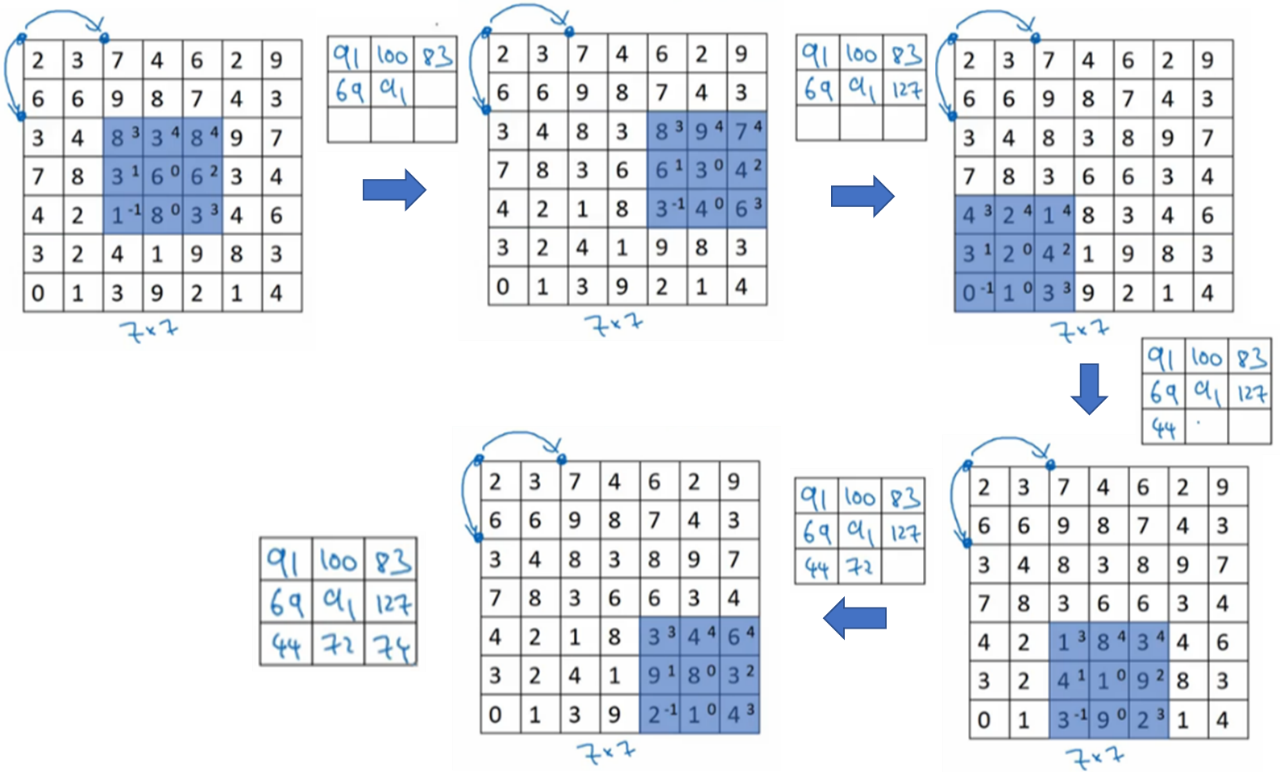 2 3 7 4 6 2 9
6 6 9 8 7 4 3
3 4 8 ³ 3 ⁴ 8 ⁴ 9 7
7 8 3 ¹ 6 ⁰ 6 ² 3 4
4 2 1 ⁻¹ 8 ⁰ 3 ³ 4 6
3 2 4 1 9 8 3
0 1 3 9 2 1 4
7×7
91 100 83
69 91
2 3 7 4 6 2 9
6 6 9 8 7 4 3
3 4 8 3 8 ³ 9 ⁴ 7 ⁴
7 8 3 6 6 ¹ 3 ⁰ 4 ²
4 2 1 8 3 ⁻¹ 4 ⁰ 6 ³
3 2 4 1 9 8 3
0 1 3 9 2 1 4
7×7
91 100 83
69 91 127
2 3 7 4 6 2 9
6 6 9 8 7 4 3
3 4 8 3 8 9 7
7 8 3 6 6 3 4
4 ³ 2 ⁴ 1 ⁴ 8 3 4 6
3 ¹ 2 ⁰ 4 ² 1 9 8 3
0 ⁻¹ 1 ⁰ 3 ³ 9 2 1 4
7×7
91 100 83
69 91 127
44
2 3 7 4 6 2 9
6 6 9 8 7 4 3
3 4 8 3 8 9 7
7 8 3 6 6 3 4
4 2 1 ³ 8 ⁴ 3 ⁴ 4 6
3 2 4 ¹ 1 ⁰ 9 ² 8 3
0 1 3 ⁻¹ 9 ⁰ 2 ³ 1 4
7×7
91 100 83
69 91 127
44 72
2 3 7 4 6 2 9
6 6 9 8 7 4 3
3 4 8 3 8 9 7
7 8 3 6 6 3 4
4 2 1 8 3 ³ 4 ⁴ 6 ⁴
3 2 4 1 9 ¹ 8 ⁰ 3 ²
0 1 3 9 2 ⁻¹ 1 ⁰ 4 ³
7×7
91 100 83
69 91 127
44 72 74